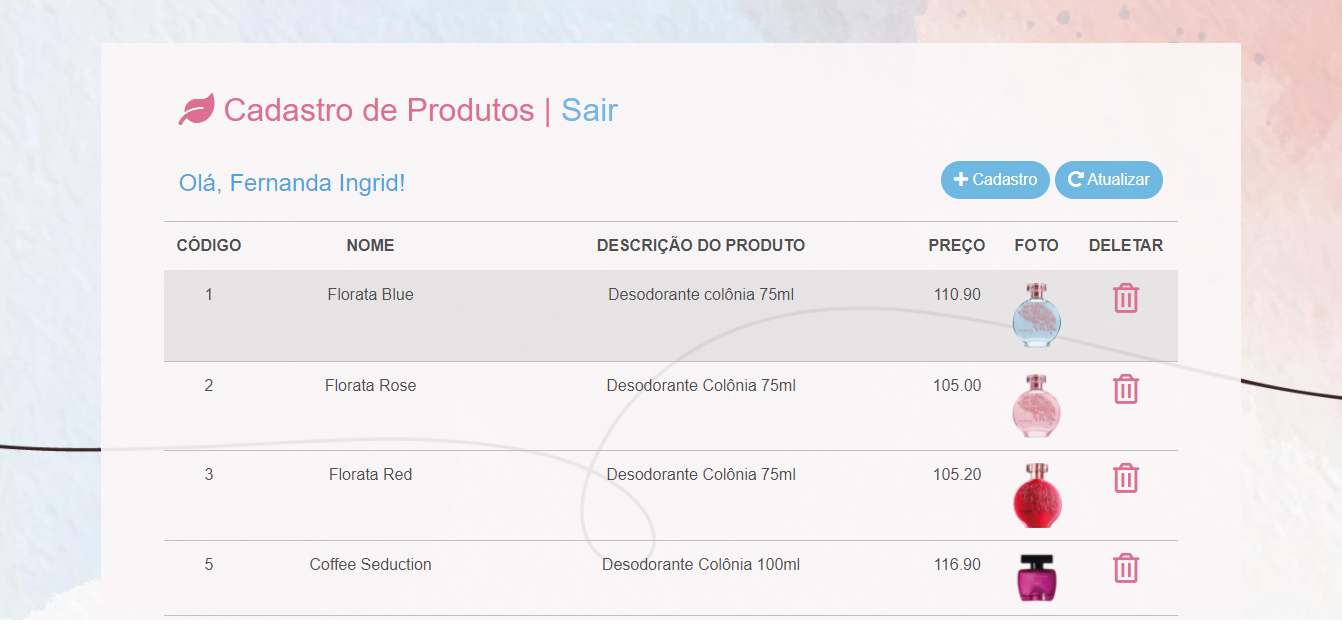 Cadastro de Produtos | Sair
Olá, Fernanda Ingrid!
Cadastro Atualizar
CÓDIGO NOME DESCRIÇÃO DO PRODUTO PREÇO FOTO DELETAR
1 Florata Blue Desodorante colônia 75ml 110.90
2 Florata Rose Desodorante Colônia 75ml 105.00
3 Florata Red Desodorante Colônia 75ml 105.20
5 Coffee Seduction Desodorante Colônia 100ml 116.90